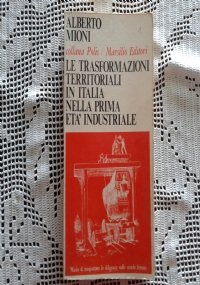 ALBERTO
MIONI
collana Polis / Marsilio Editori
LE TRASFORMAZIONI
TERRITORIALI
IN ITALIA
NELLA PRIMA
ETA' INDUSTRIALE